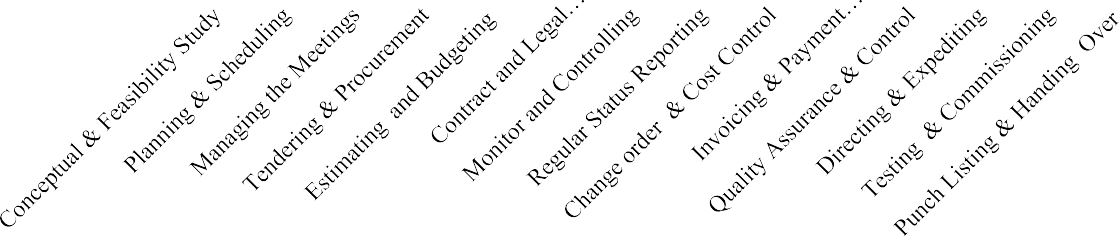 Conceptual & Feasibility Study
Planning & Scheduling
Managing the Meetings
Tendering & Procurement
Estimating and Budgeting
Contract and Legal…
Monitor and Controlling
Regular Status Reporting
Change order & Cost Control
Invoicing & Payment…
Quality Assurance & Control
Directing & Expediting
Testing & Commissioning
Punch Listing & Handing Over